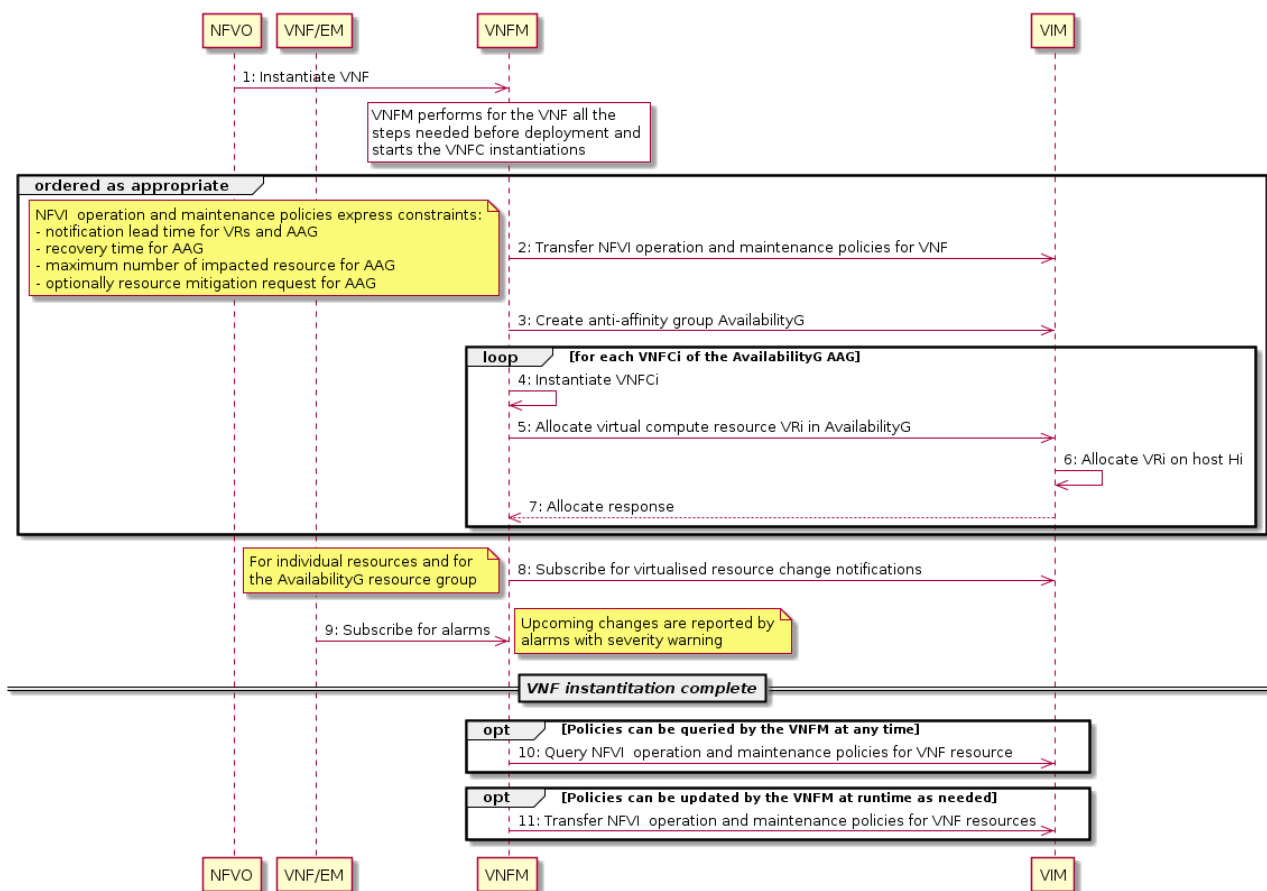 NFVO VNF/EM VNFM VIM
1: Instantiate VNF
VNFM performs for the VNF all the
steps needed before deployment and
starts the VNFC instantiations
ordered as appropriate
NFVI operation and maintenance policies express constraints:
- notification lead time for VRs and AAG
- recovery time for AAG
- maximum number of impacted resource for AAG
- optionally resource mitigation request for AAG
2: Transfer NFVI operation and maintenance policies for VNF
3: Create anti-affinity group AvailabilityG
loop [for each VNFCi of the AvailabilityG AAG]
4: Instantiate VNFCi
5: Allocate virtual compute resource VRi in AvailabilityG
6: Allocate VRi on host Hi
7: Allocate response
For individual resources and for
the AvailabilityG resource group
8: Subscribe for virtualised resource change notifications
9: Subscribe for alarms
Upcoming changes are reported by
alarms with severity warning
VNF instantitation complete
opt [Policies can be queried by the VNFM at any time]
10: Query NFVI operation and maintenance policies for VNF resource
opt [Policies can be updated by the VNFM at runtime as needed]
11: Transfer NFVI operation and maintenance policies for VNF resources
NFVO VNF/EM VNFM VIM